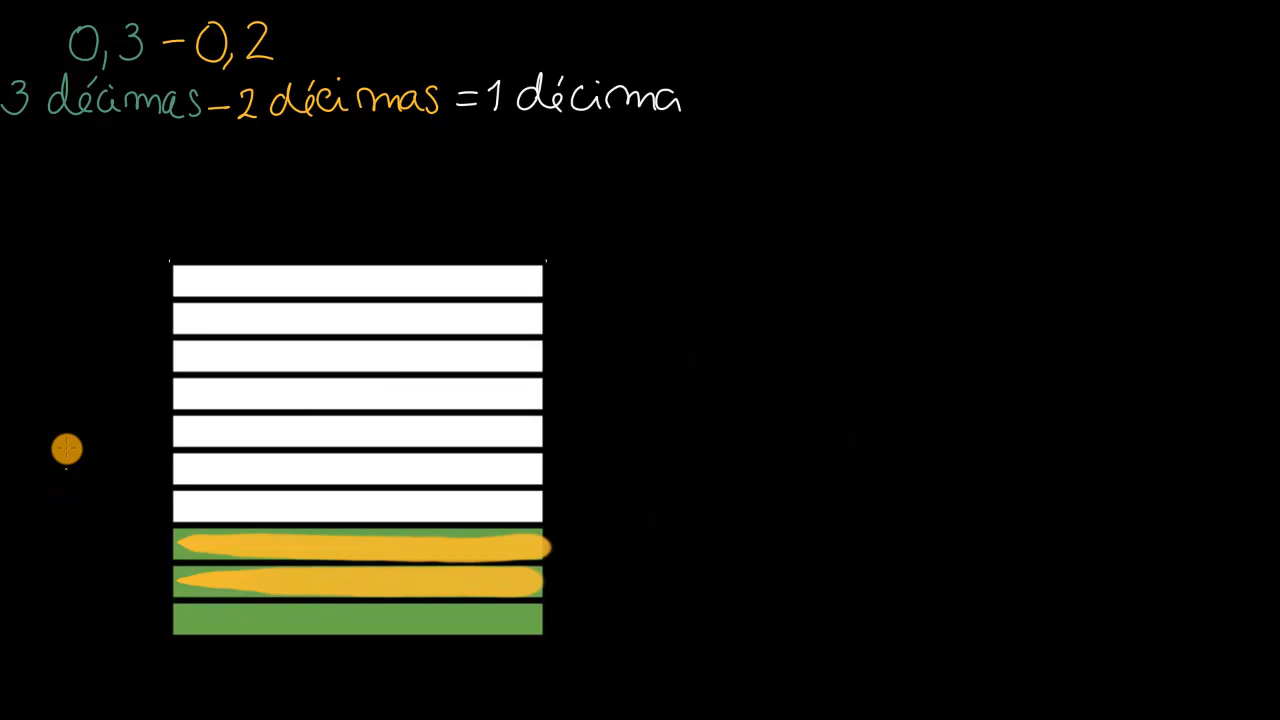 0,3 - 0,2
3 décimas - 2 décimas = 1 décima